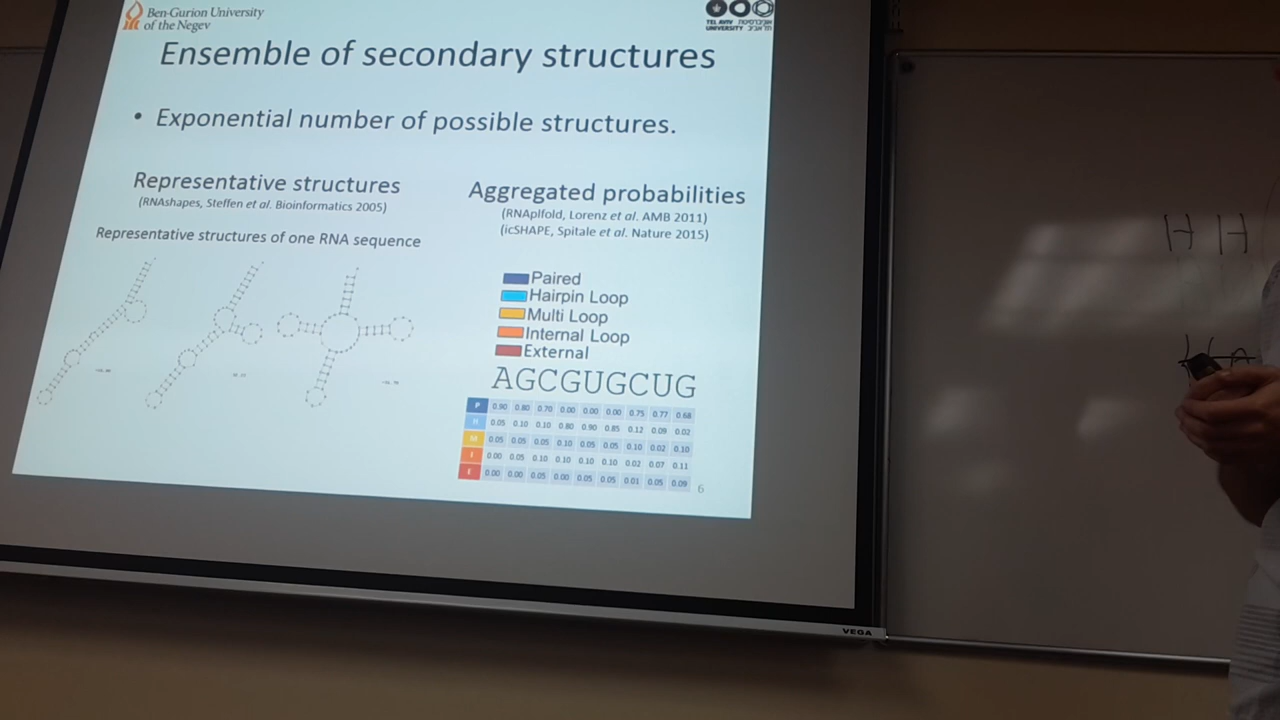 Ben-Gurion University
of the Negev
TEL AVIV אוניברסיטת
UNIVERSITY תל אביב
Ensemble of secondary structures
• Exponential number of possible structures.
Representative structures
(RNAshapes, Steffen et al. Bioinformatics 2005)
Representative structures of one RNA sequence
Aggregated probabilities
(RNAplfold, Lorenz et al. AMB 2011)
(icSHAPE, Spitale et al. Nature 2015)
Paired
Hairpin Loop
Multi Loop
Internal Loop
External
AGCGUGCUG
P 0.90 0.80 0.70 0.00 0.00 0.00 0.75 0.77 0.68
H 0.05 0.10 0.10 0.80 0.90 0.85 0.12 0.09 0.02
M 0.05 0.05 0.05 0.10 0.05 0.05 0.10 0.02 0.10
I 0.00 0.05 0.10 0.10 0.10 0.10 0.02 0.07 0.11
E 0.00 0.00 0.05 0.00 0.05 0.05 0.01 0.05 0.09
6
VEGA
H H